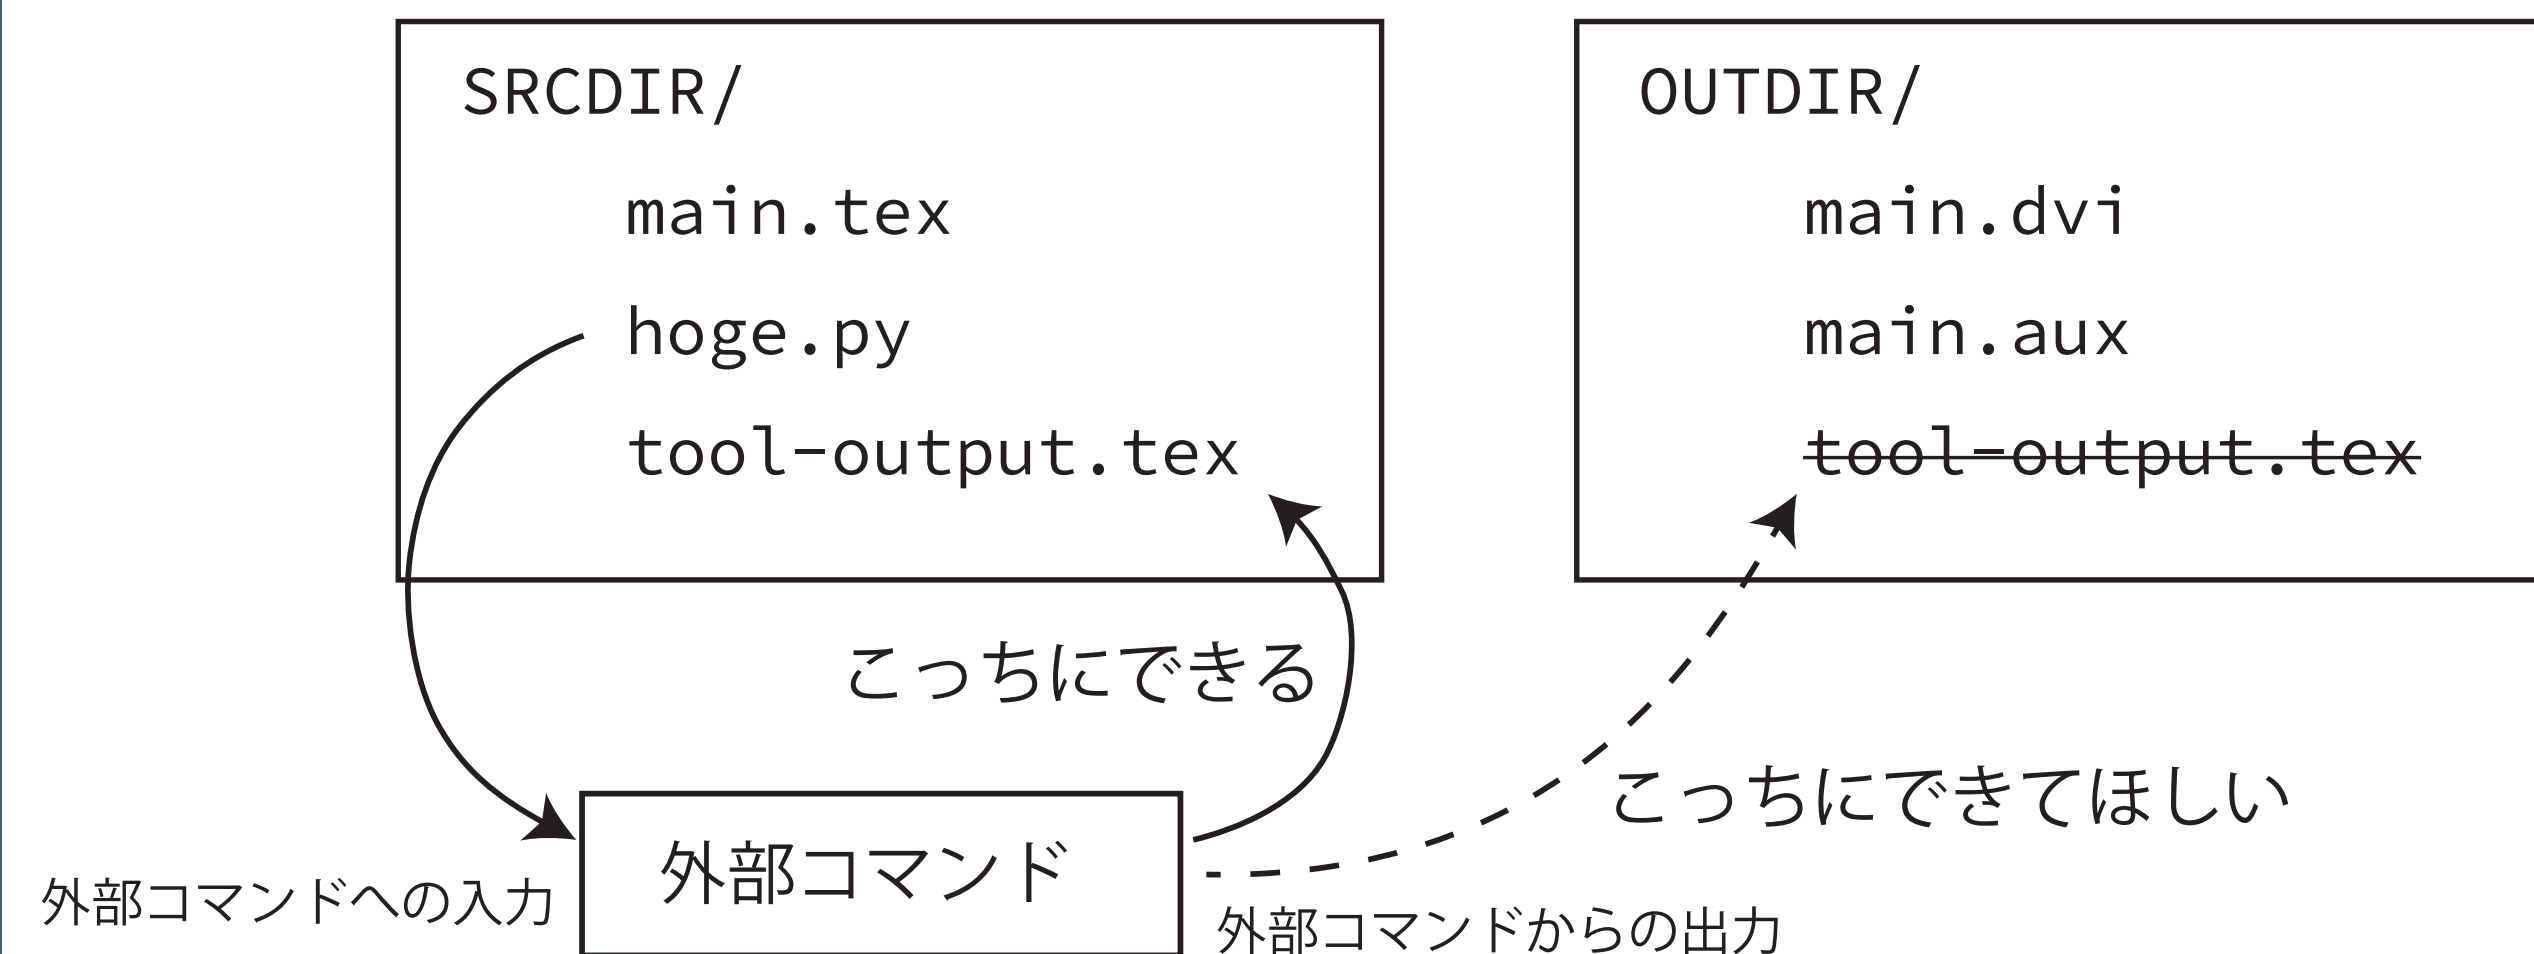 SRCDIR/
main.tex
hoge.py
tool-output.tex
OUTDIR/
main.dvi
main.aux
tool-output.tex
こっちにできる
こっちにできてほしい
外部コマンド
外部コマンドへの入力
外部コマンドからの出力